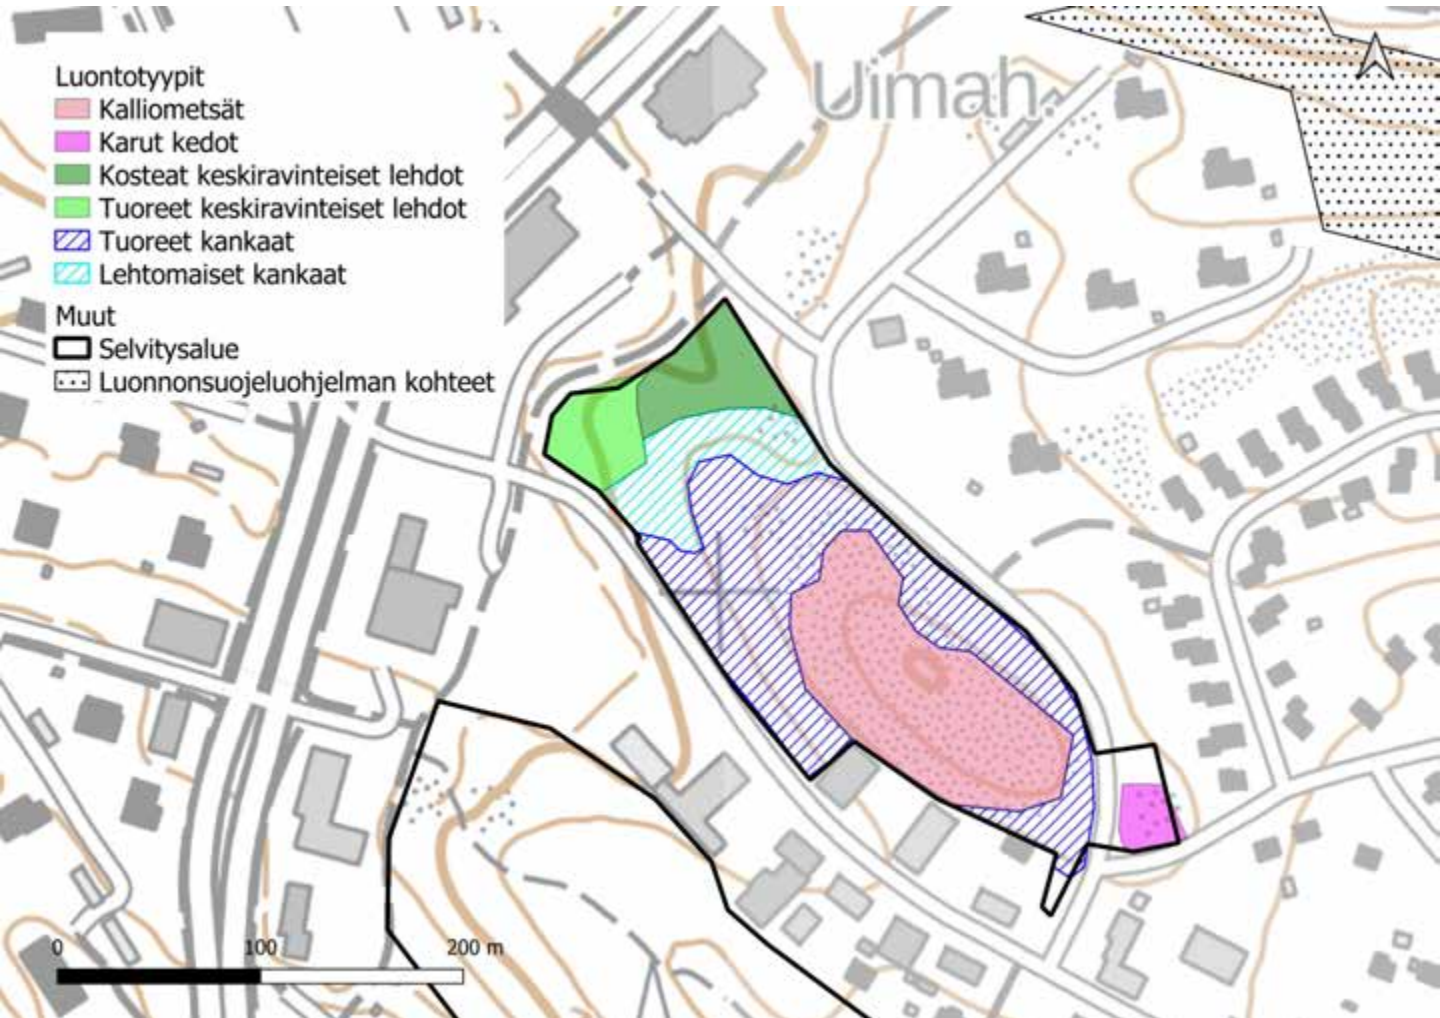 Uimah.
Luontotyypit
Kalliometsät
Karut kedot
Kosteat keskiravinteiset lehdot
Tuoreet keskiravinteiset lehdot
Tuoreet kankaat
Lehtomaiset kankaat
Muut
Selvitysalue
Luonnonsuojeluohjelman kohteet
0 100 200 m